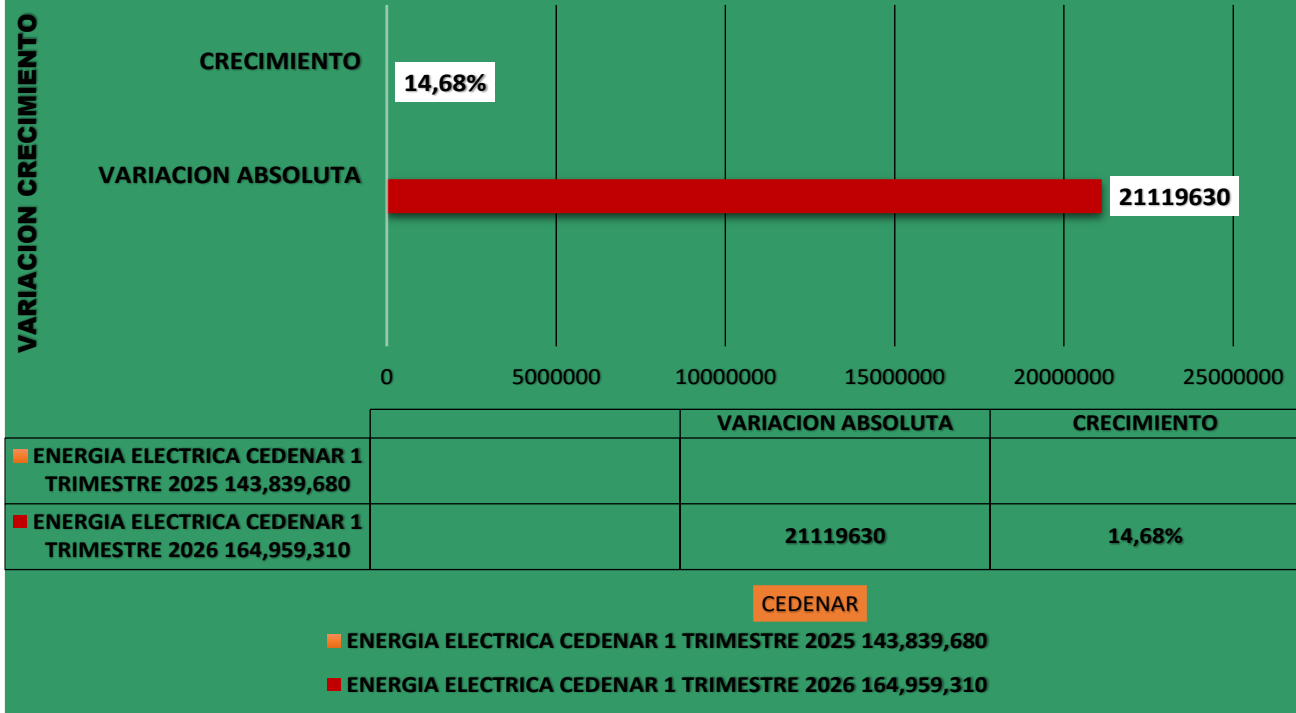 VARIACION CRECIMIENTO
CRECIMIENTO
14,68%
VARIACION ABSOLUTA
21119630
0 5000000 10000000 15000000 20000000 25000000
VARIACION ABSOLUTA CRECIMIENTO
ENERGIA ELECTRICA CEDENAR 1
TRIMESTRE 2025 143,839,680
ENERGIA ELECTRICA CEDENAR 1
TRIMESTRE 2026 164,959,310
21119630 14,68%
CEDENAR
ENERGIA ELECTRICA CEDENAR 1 TRIMESTRE 2025 143,839,680
ENERGIA ELECTRICA CEDENAR 1 TRIMESTRE 2026 164,959,310